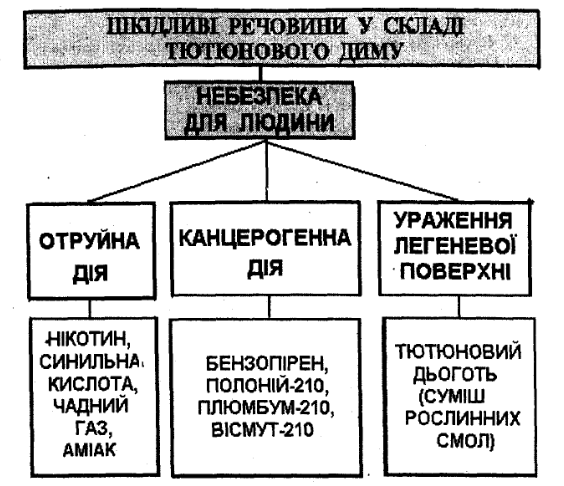 ШКІДЛИВІ РЕЧОВИНИ У СКЛАДІ
ТЮТЮНОВОГО ДИМУ
НЕБЕЗПЕКА
ДЛЯ ЛЮДИНИ
ОТРУЙНА
ДІЯ
КАНЦЕРОГЕННА
ДІЯ
УРАЖЕННЯ
ЛЕГЕНЕВОЇ
ПОВЕРХНІ
НІКОТИН,
СИНИЛЬНА
КИСЛОТА,
ЧАДНИЙ
ГАЗ,
АМІАК
БЕНЗОПІРЕН,
ПОЛОНІЙ-210,
ПЛЮМБУМ-210,
ВІСМУТ-210
ТЮТЮНОВИЙ
ДЬОГОТЬ
(СУМІШ
РОСЛИННИХ
СМОЛ)